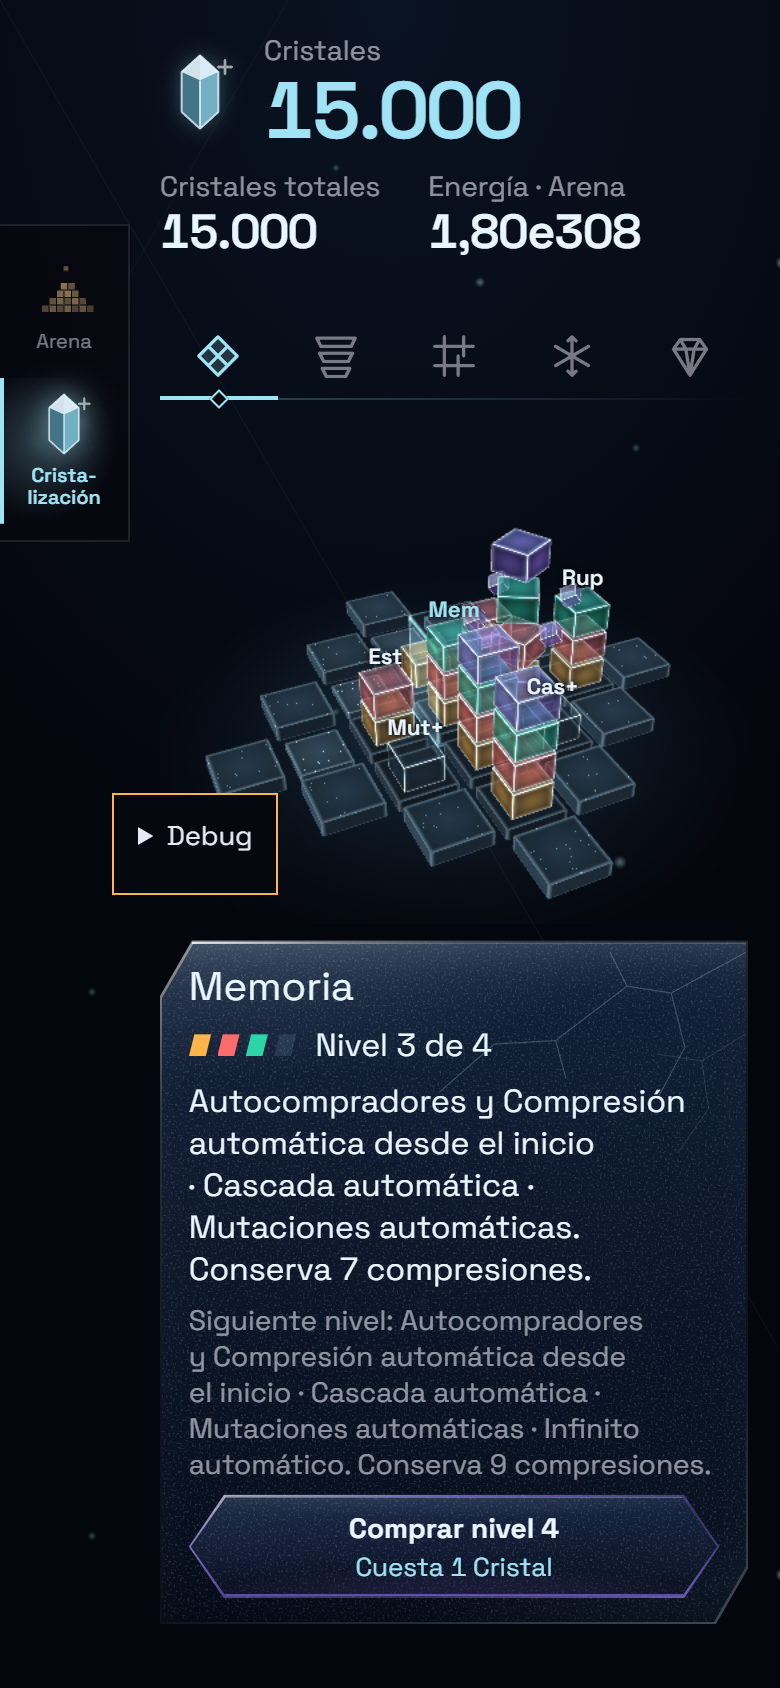 Cristales
15.000
Cristales totales
15.000
Energía · Arena
1,80e308
Arena
Crista-
lización
Rup
Mem
Est
Cas+
Mut+
▶ Debug
Memoria
Nivel 3 de 4
Autocompradores y Compresión
automática desde el inicio
· Cascada automática ·
Mutaciones automáticas.
Conserva 7 compresiones.
Siguiente nivel: Autocompradores
y Compresión automática desde
el inicio · Cascada automática ·
Mutaciones automáticas · Infinito
automático. Conserva 9 compresiones.
Comprar nivel 4
Cuesta 1 Cristal